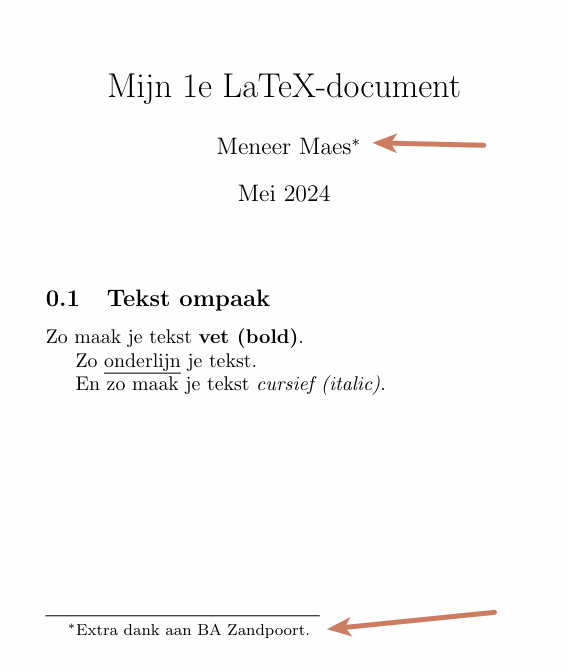 Mijn 1e LaTeX-document
Meneer Maes*
Mei 2024
0.1 Tekst ompaak
Zo maak je tekst vet (bold).
Zo onderlijn je tekst.
En zo maak je tekst cursief (italic).
*Extra dank aan BA Zandpoort.